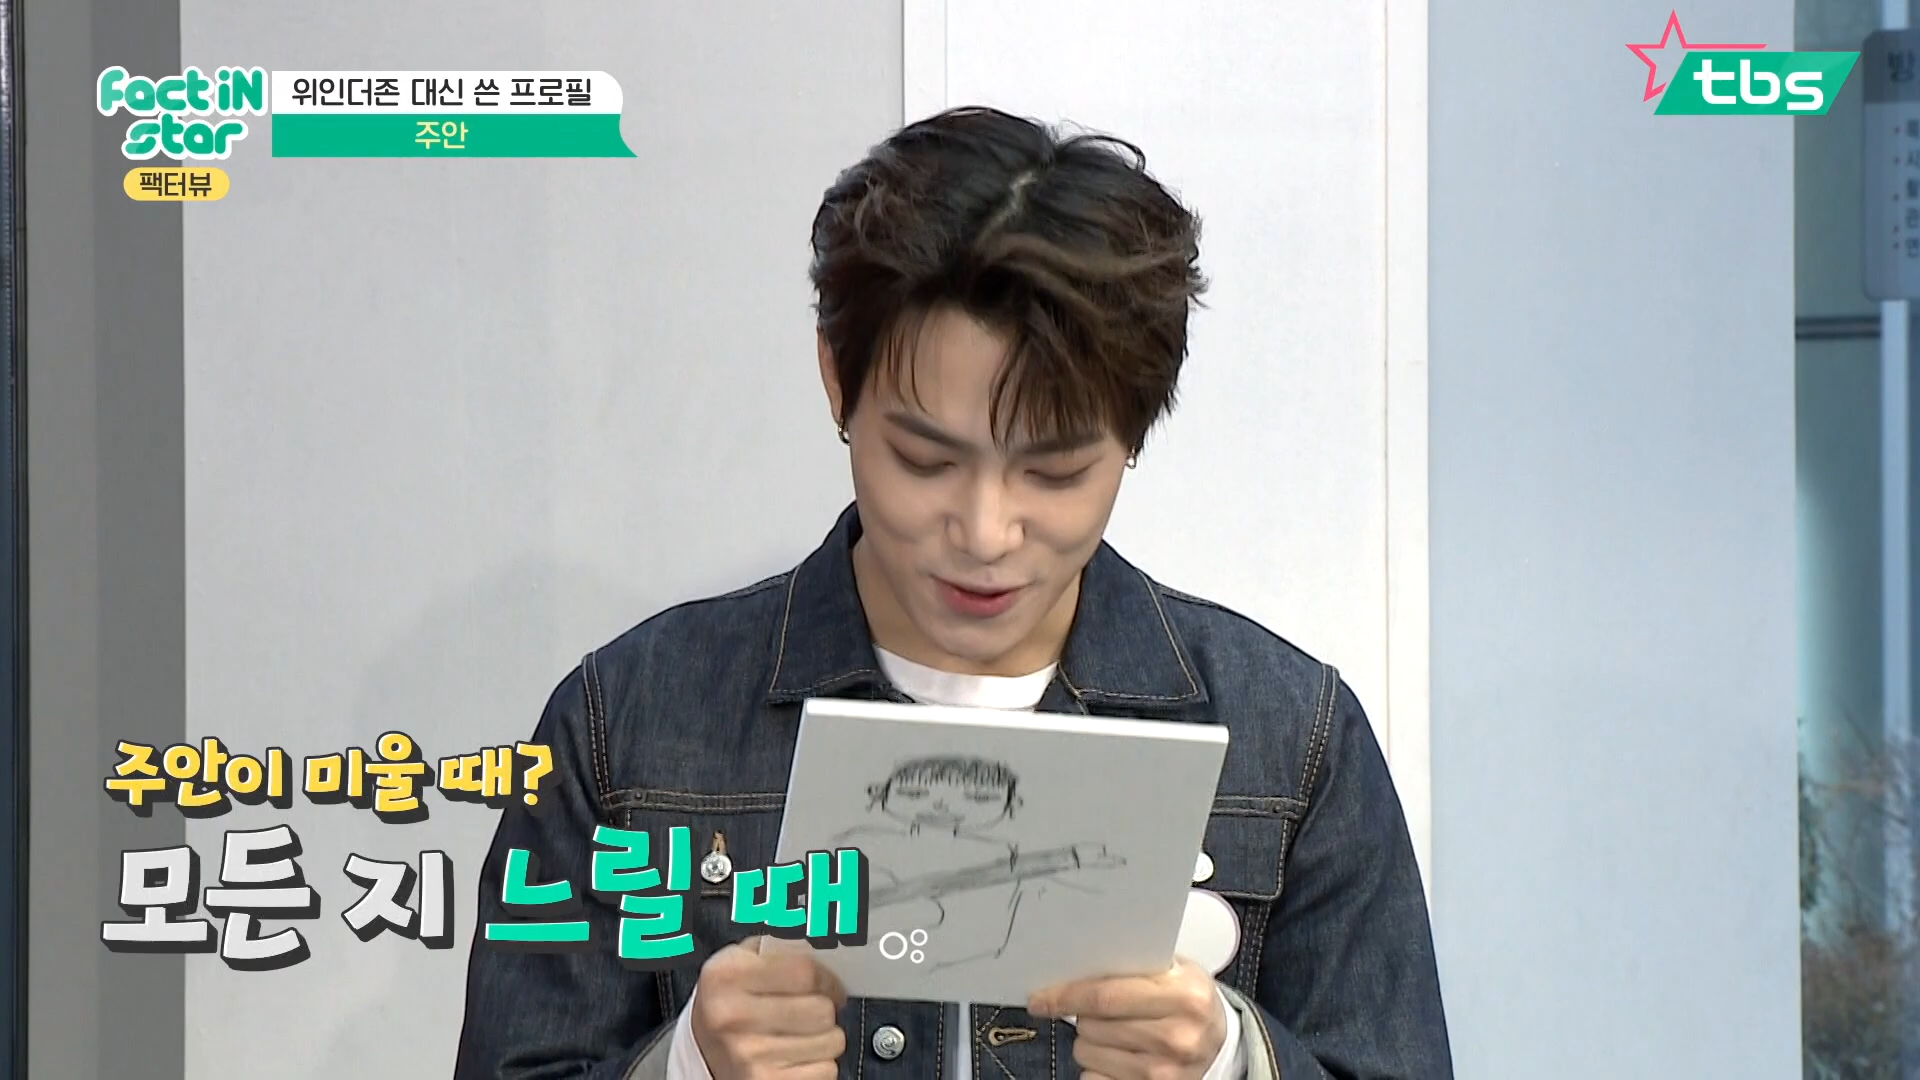 Fact iN
star
팩터뷰
위인더존 대신 쓴 프로필
주안
tbs
방
주안이 미울 때?
모든 지 느릴 때